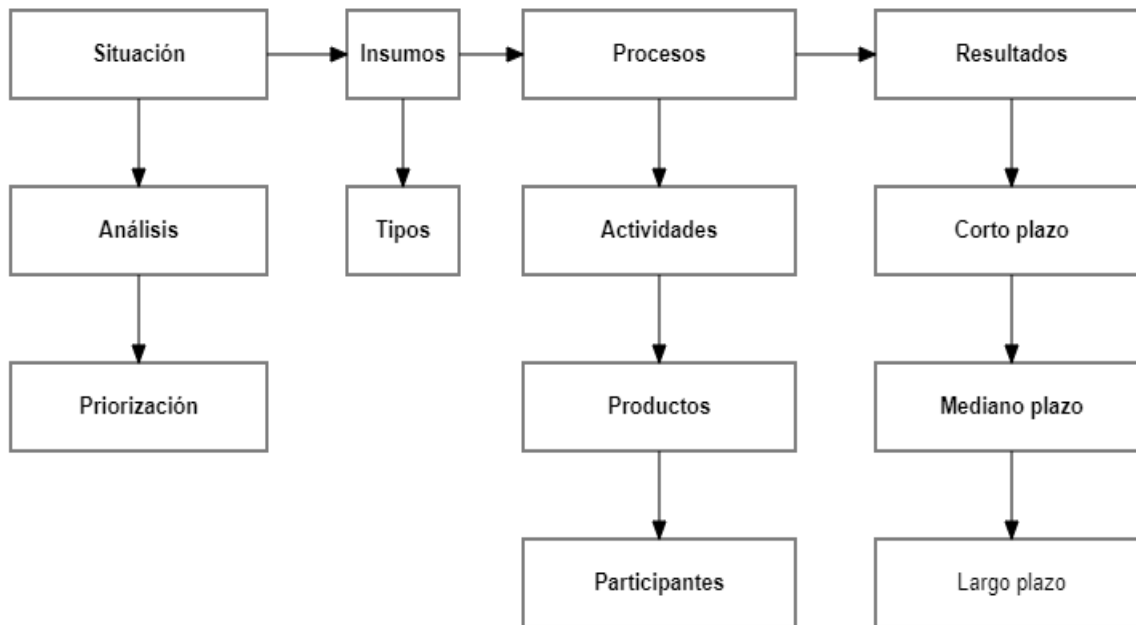 Situación
Insumos
Procesos
Resultados
Análisis
Tipos
Actividades
Corto plazo
Priorización
Productos
Mediano plazo
Participantes
Largo plazo